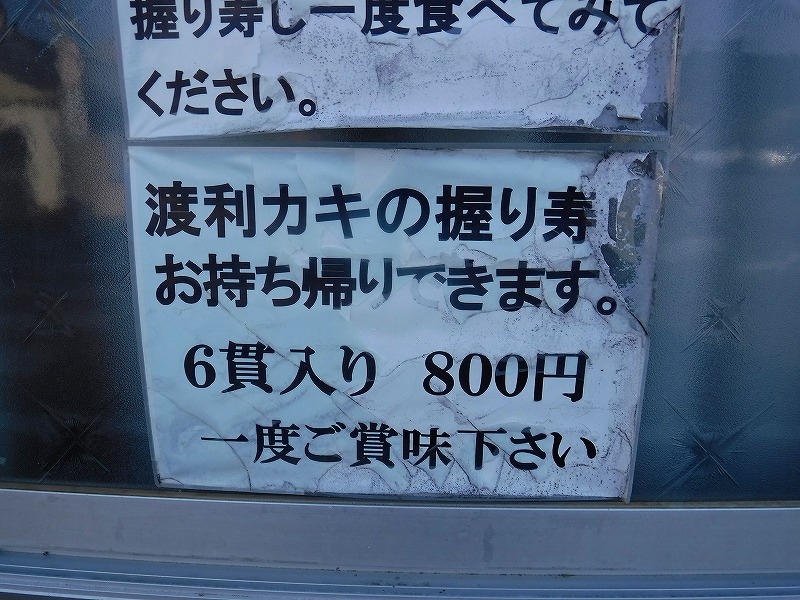 握り寿し一度食べてみて
ください。
渡利カキの握り寿し
お持ち帰りできます。
6貫入り 800円
一度ご賞味下さい